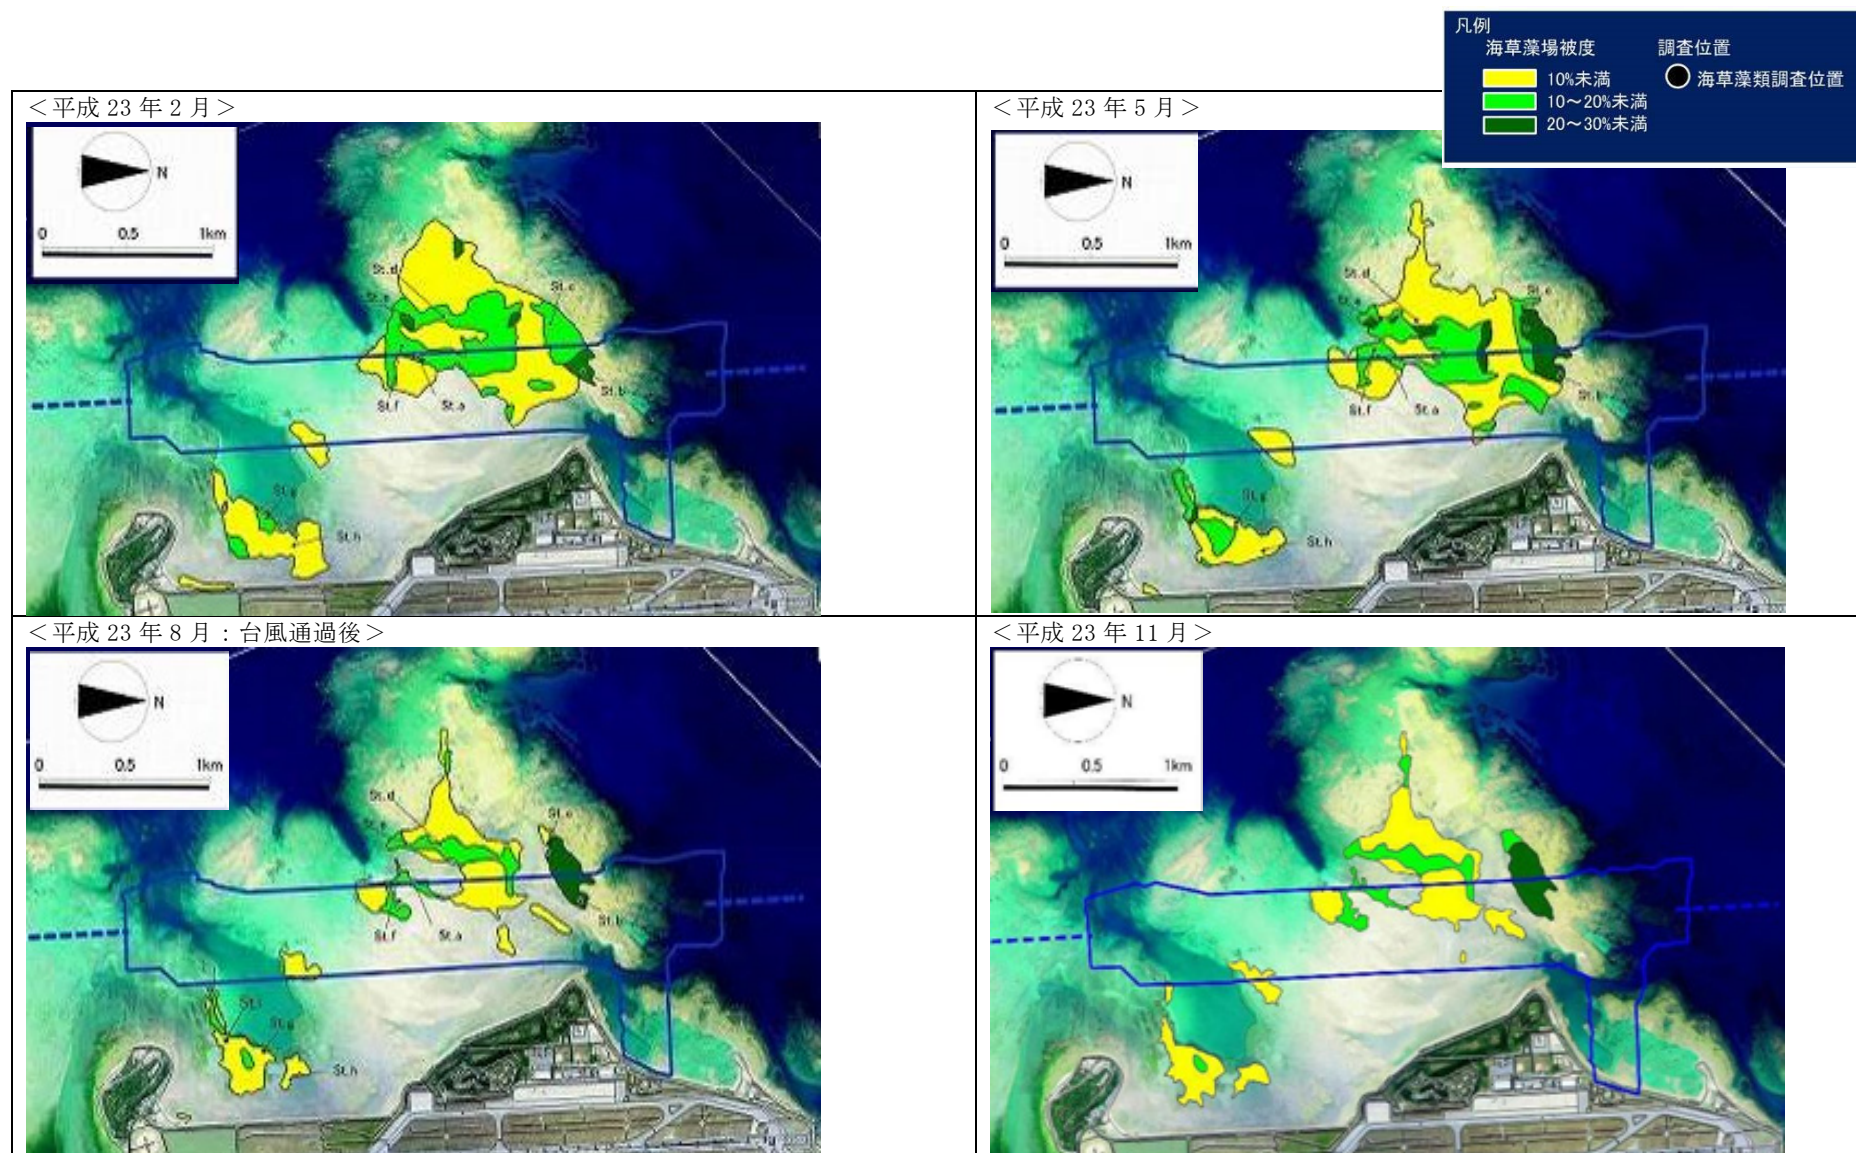 凡例
海草藻場被度 調査位置
10%未満 海草藻類調査位置
10～20%未満
20～30%未満
＜平成 23 年 2 月＞
N
0 0.5 1km
St.d
St.e
St.c
St.b
St.f St.a
St.g
St.h
＜平成 23 年 5 月＞
N
0 0.5 1km
St.d
St.e
St.c
St.b
St.f St.a
St.g
St.h
＜平成 23 年 8 月：台風通過後＞
N
0 0.5 1km
St.d
St.e
St.c
St.b
St.f St.a
St.i
St.g
St.h
＜平成 23 年 11 月＞
N
0 0.5 1km